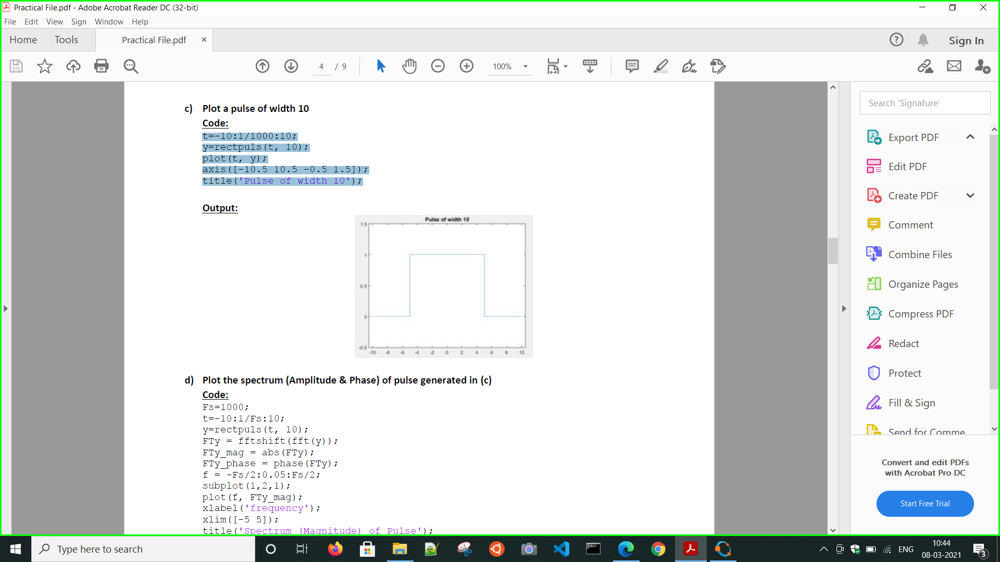 Practical File.pdf - Adobe Acrobat Reader DC (32-bit)
File Edit View Sign Window Help
Home Tools Practical File.pdf × Sign In
4 / 9 100%
c) Plot a pulse of width 10
Code:
t=-10:1/1000:10;
y=rectpuls(t, 10);
plot(t, y);
axis([-10.5 10.5 -0.5 1.5]);
title('Pulse of width 10');
Output:
Pulse of width 10
1.5
1
0.5
0
-0.5
-10 -8 -6 -4 -2 0 2 4 6 8 10
d) Plot the spectrum (Amplitude & Phase) of pulse generated in (c)
Code:
Fs=1000;
t=-10:1/Fs:10;
y=rectpuls(t, 10);
FTy = fftshift(fft(y));
FTy_mag = abs(FTy);
FTy_phase = phase(FTy);
f = -Fs/2:0.05:Fs/2;
subplot(1,2,1);
plot(f, FTy_mag);
xlabel('frequency');
xlim([-5 5]);
title('Spectrum (Magnitude) of Pulse');
Search 'Signature'
Export PDF
Edit PDF
Create PDF
Comment
Combine Files
Organize Pages
Compress PDF
Redact
Protect
Fill & Sign
Send for Comme
Convert and edit PDFs
with Acrobat Pro DC
Start Free Trial
Type here to search
ENG
10:44
08-03-2021
3